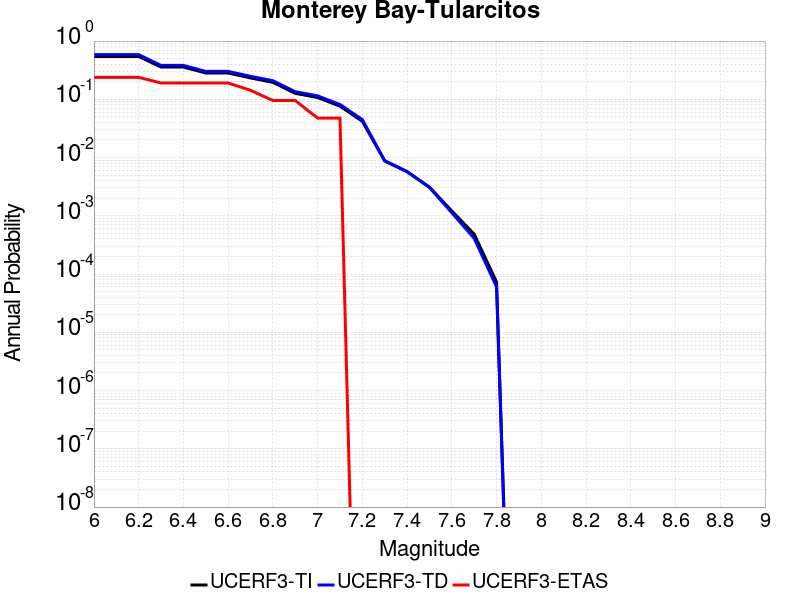 Monterey Bay-Tularcitos
10^0
10^-1
10^-2
10^-3
10^-4
10^-5
10^-6
10^-7
10^-8
Annual Probability
6 6.2 6.4 6.6 6.8 7 7.2 7.4 7.6 7.8 8 8.2 8.4 8.6 8.8 9
Magnitude
UCERF3-TI UCERF3-TD UCERF3-ETAS